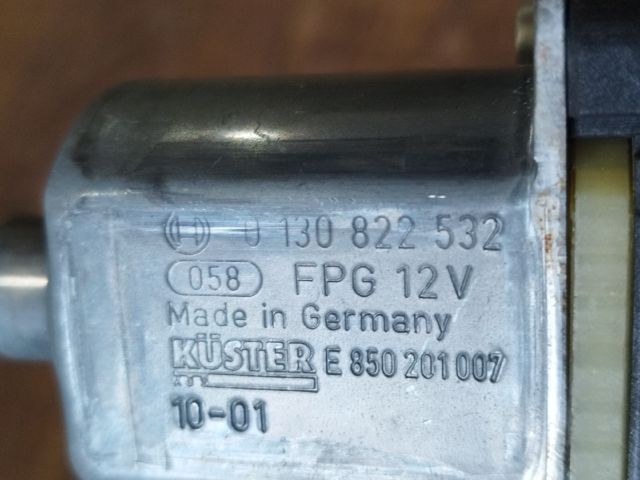 0 130 822 532
058 FPG 12V
Made in Germany
KÜSTER E 850 201 007
10-01